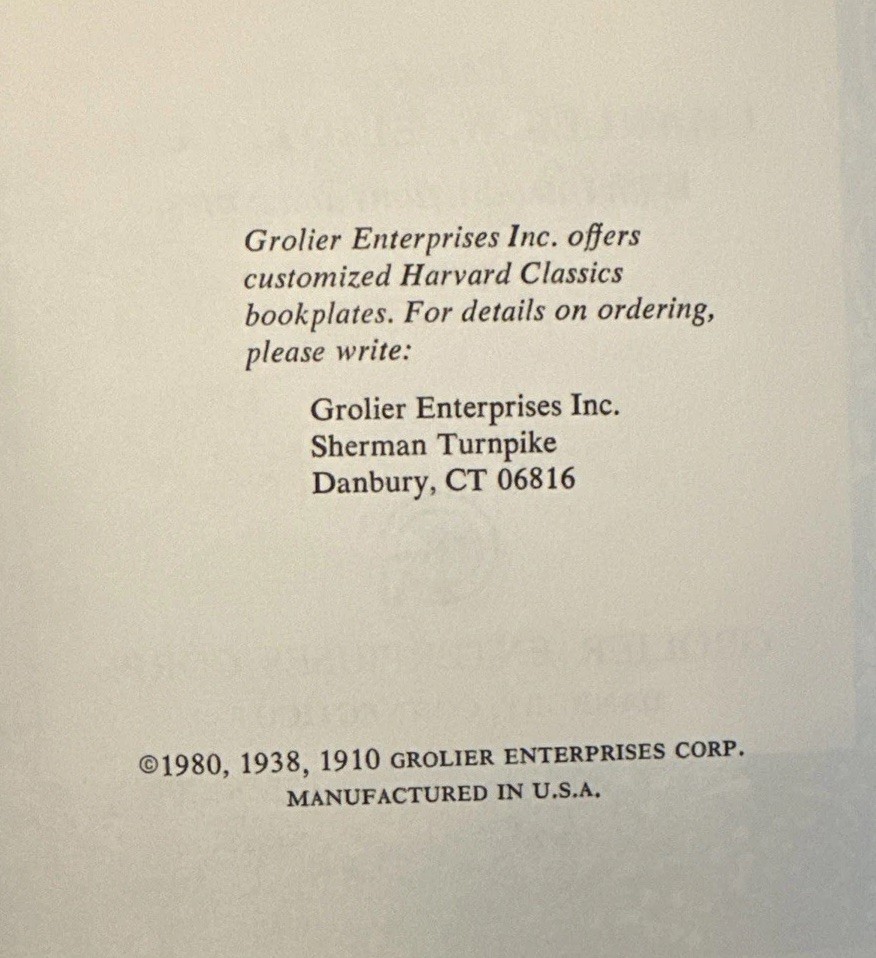 Grolier Enterprises Inc. offers
customized Harvard Classics
bookplates. For details on ordering,
please write:
Grolier Enterprises Inc.
Sherman Turnpike
Danbury, CT 06816
©1980, 1938, 1910 GROLIER ENTERPRISES CORP.
MANUFACTURED IN U.S.A.